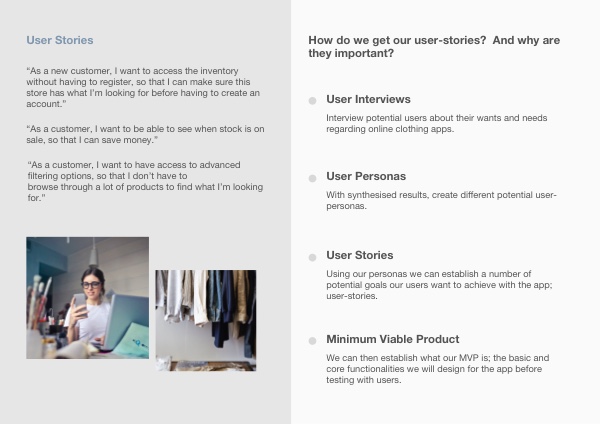 User Stories
“As a new customer, I want to access the inventory
without having to register, so that I can make sure this
store has what I’m looking for before having to create an
account.”
“As a customer, I want to be able to see when stock is on
sale, so that I can save money.”
“As a customer, I want to have access to advanced
filtering options, so that I don’t have to
browse through a lot of products to find what I’m looking
for.”
How do we get our user-stories?  And why are
they important?
User Interviews
Interview potential users about their wants and needs
regarding online clothing apps.
User Personas
With synthesised results, create different potential user-
personas.
User Stories
Using our personas we can establish a number of
potential goals our users want to achieve with the app;
user-stories.
Minimum Viable Product
We can then establish what our MVP is; the basic and
core functionalities we will design for the app before
testing with users.